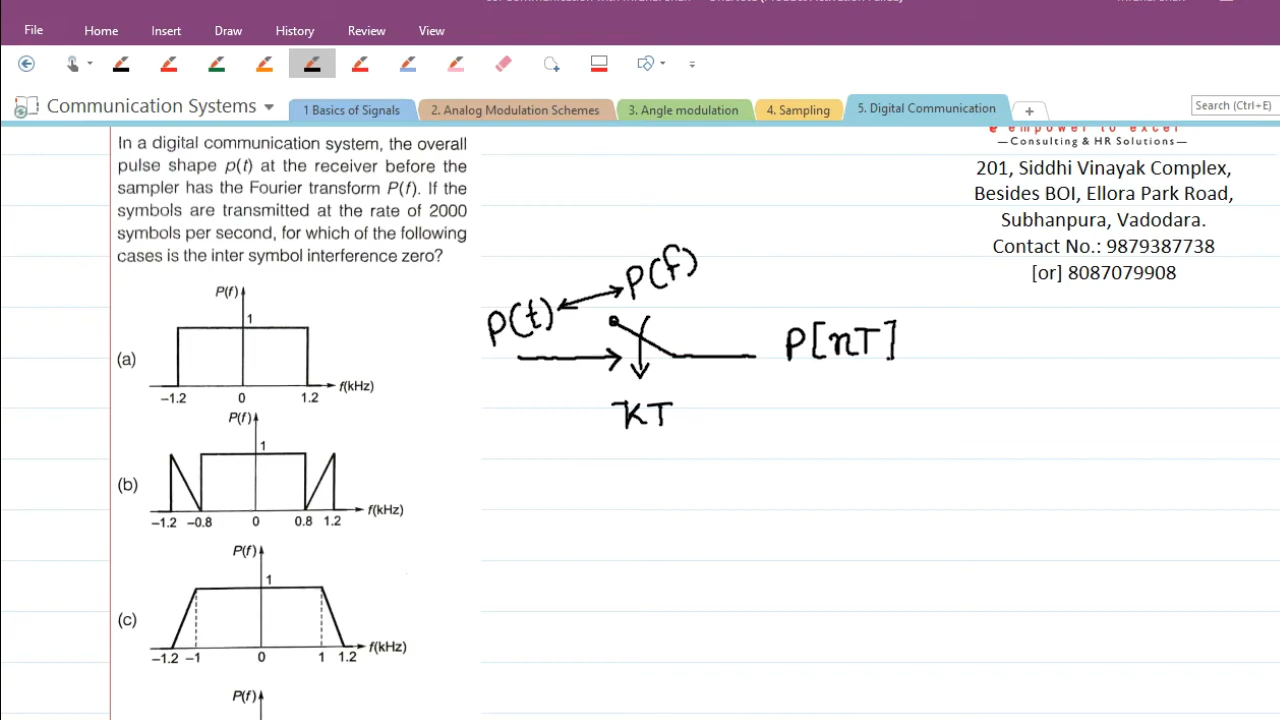 File Home Insert Draw History Review View
Communication Systems 1 Basics of Signals 2. Analog Modulation Schemes 3. Angle modulation 4. Sampling 5. Digital Communication Search (Ctrl+E)
In a digital communication system, the overall
pulse shape p(t) at the receiver before the
sampler has the Fourier transform P(f). If the
symbols are transmitted at the rate of 2000
symbols per second, for which of the following
cases is the inter symbol interference zero?
P(f)
1
(a)
f(kHz)
−1.2 0 1.2
P(f)
1
(b)
f(kHz)
−1.2 −0.8 0 0.8 1.2
P(f)
1
(c)
f(kHz)
−1.2 −1 0 1 1.2
P(f)
P(t)
P(f)
P[nT]
KT
empower to excel
—Consulting & HR Solutions—
201, Siddhi Vinayak Complex,
Besides BOI, Ellora Park Road,
Subhanpura, Vadodara.
Contact No.: 9879387738
[or] 8087079908